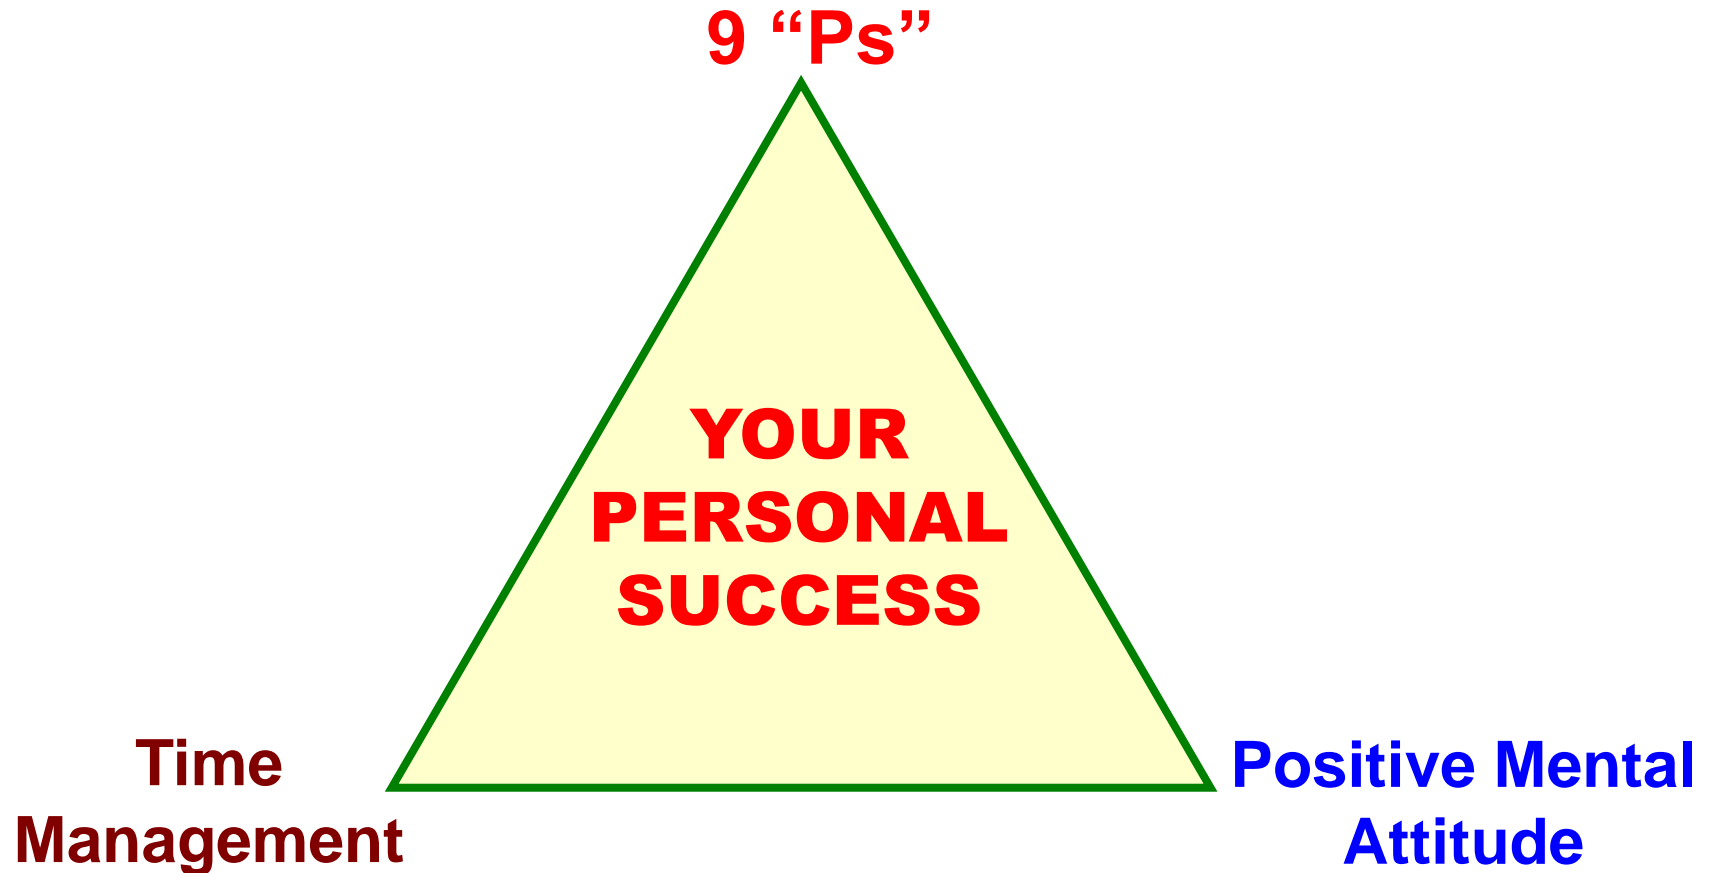 9 “Ps”
YOUR
PERSONAL
SUCCESS
Time
Management
Positive Mental
Attitude